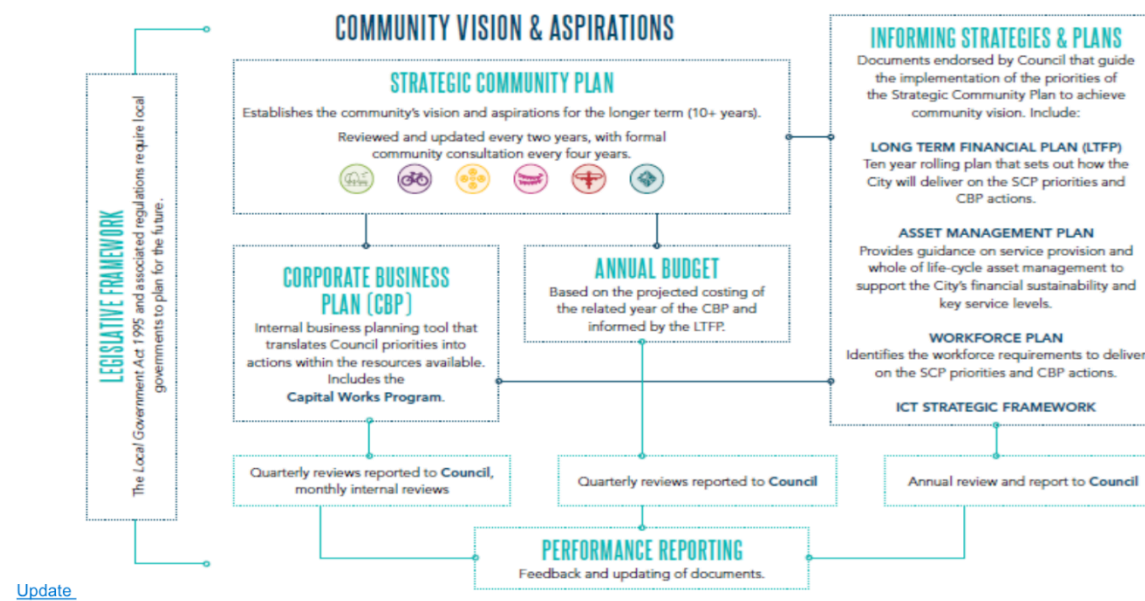 COMMUNITY VISION & ASPIRATIONS
LEGISLATIVE FRAMEWORK
The Local Government Act 1995 and associated regulations require local
governments to plan for the future.
STRATEGIC COMMUNITY PLAN
Establishes the community's vision and aspirations for the longer term (10+ years).
Reviewed and updated every two years, with formal
community consultation every four years.
CORPORATE BUSINESS
PLAN (CBP)
Internal business planning tool that
translates Council priorities into
actions within the resources available.
Includes the
Capital Works Program.
ANNUAL BUDGET
Based on the projected costing of
the related year of the CBP and
informed by the LTFP.
INFORMING STRATEGIES & PLANS
Documents endorsed by Council that guide
the implementation of the priorities of
the Strategic Community Plan to achieve
community vision. Include:
LONG TERM FINANCIAL PLAN (LTFP)
Ten year rolling plan that sets out how the
City will deliver on the SCP priorities and
CBP actions.
ASSET MANAGEMENT PLAN
Provides guidance on service provision and
whole of life-cycle asset management to
support the City's financial sustainability and
key service levels.
WORKFORCE PLAN
Identifies the workforce requirements to deliver
on the SCP priorities and CBP actions.
ICT STRATEGIC FRAMEWORK
Quarterly reviews reported to Council,
monthly internal reviews
Quarterly reviews reported to Council
Annual review and report to Council
PERFORMANCE REPORTING
Feedback and updating of documents.
Update